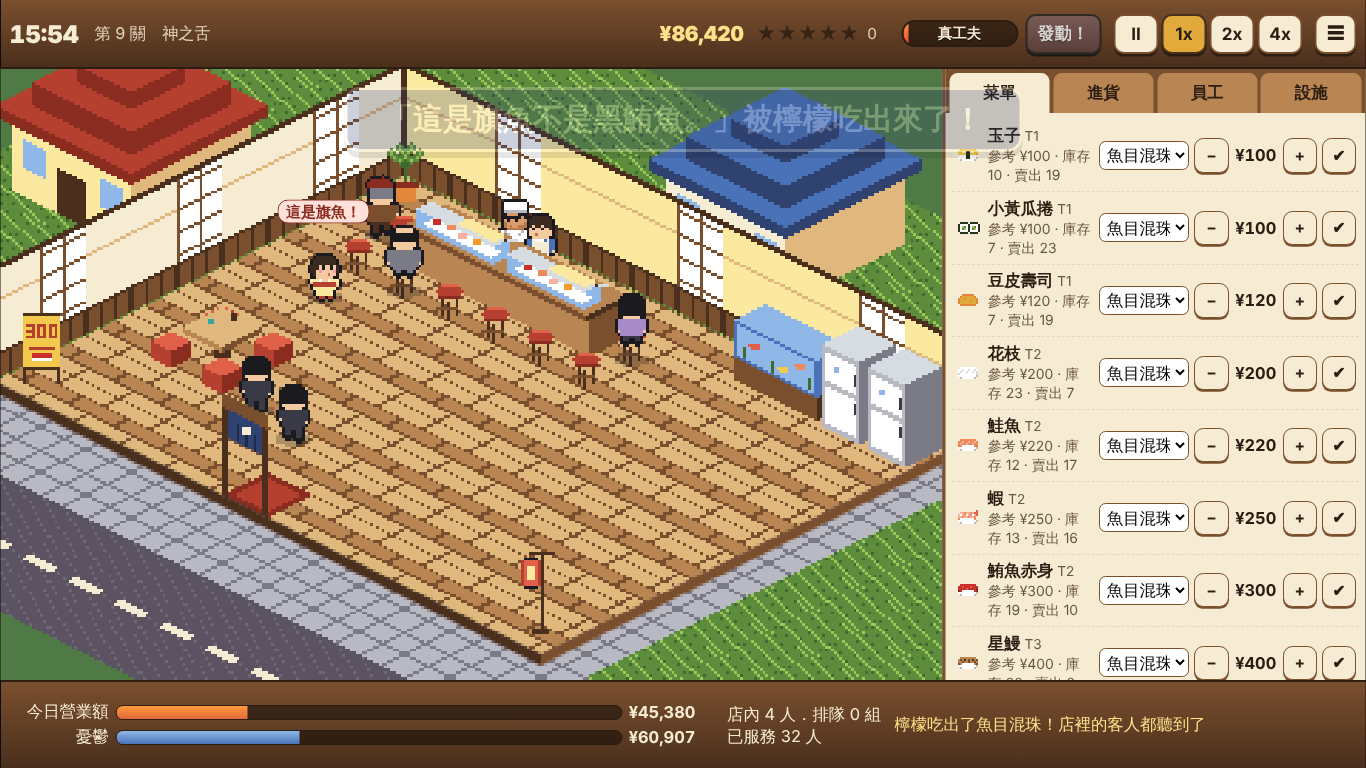 15:54 第 9 關 神之舌
¥86,420 ★★★★★ 0 真工夫 發動！ II 1x 2x 4x ☰
「這是旗魚不是黑鮪魚。」被檸檬吃出來了！
這是旗魚！
300
菜單 進貨 員工 設施
玉子 T1
參考 ¥100 · 庫存
10 · 賣出 19
魚目混珠 − ¥100 + ✔
小黃瓜捲 T1
參考 ¥100 · 庫存
7 · 賣出 23
魚目混珠 − ¥100 + ✔
豆皮壽司 T1
參考 ¥120 · 庫存
7 · 賣出 19
魚目混珠 − ¥120 + ✔
花枝 T2
參考 ¥200 · 庫
存 23 · 賣出 7
魚目混珠 − ¥200 + ✔
鮭魚 T2
參考 ¥220 · 庫
存 12 · 賣出 17
魚目混珠 − ¥220 + ✔
蝦 T2
參考 ¥250 · 庫
存 13 · 賣出 16
魚目混珠 − ¥250 + ✔
鮪魚赤身 T2
參考 ¥300 · 庫
存 19 · 賣出 10
魚目混珠 − ¥300 + ✔
星鰻 T3
參考 ¥400 · 庫
魚目混珠 − ¥400 + ✔
今日營業額 ¥45,380
憂鬱 ¥60,907
店內 4 人．排隊 0 組
已服務 32 人
檸檬吃出了魚目混珠！店裡的客人都聽到了